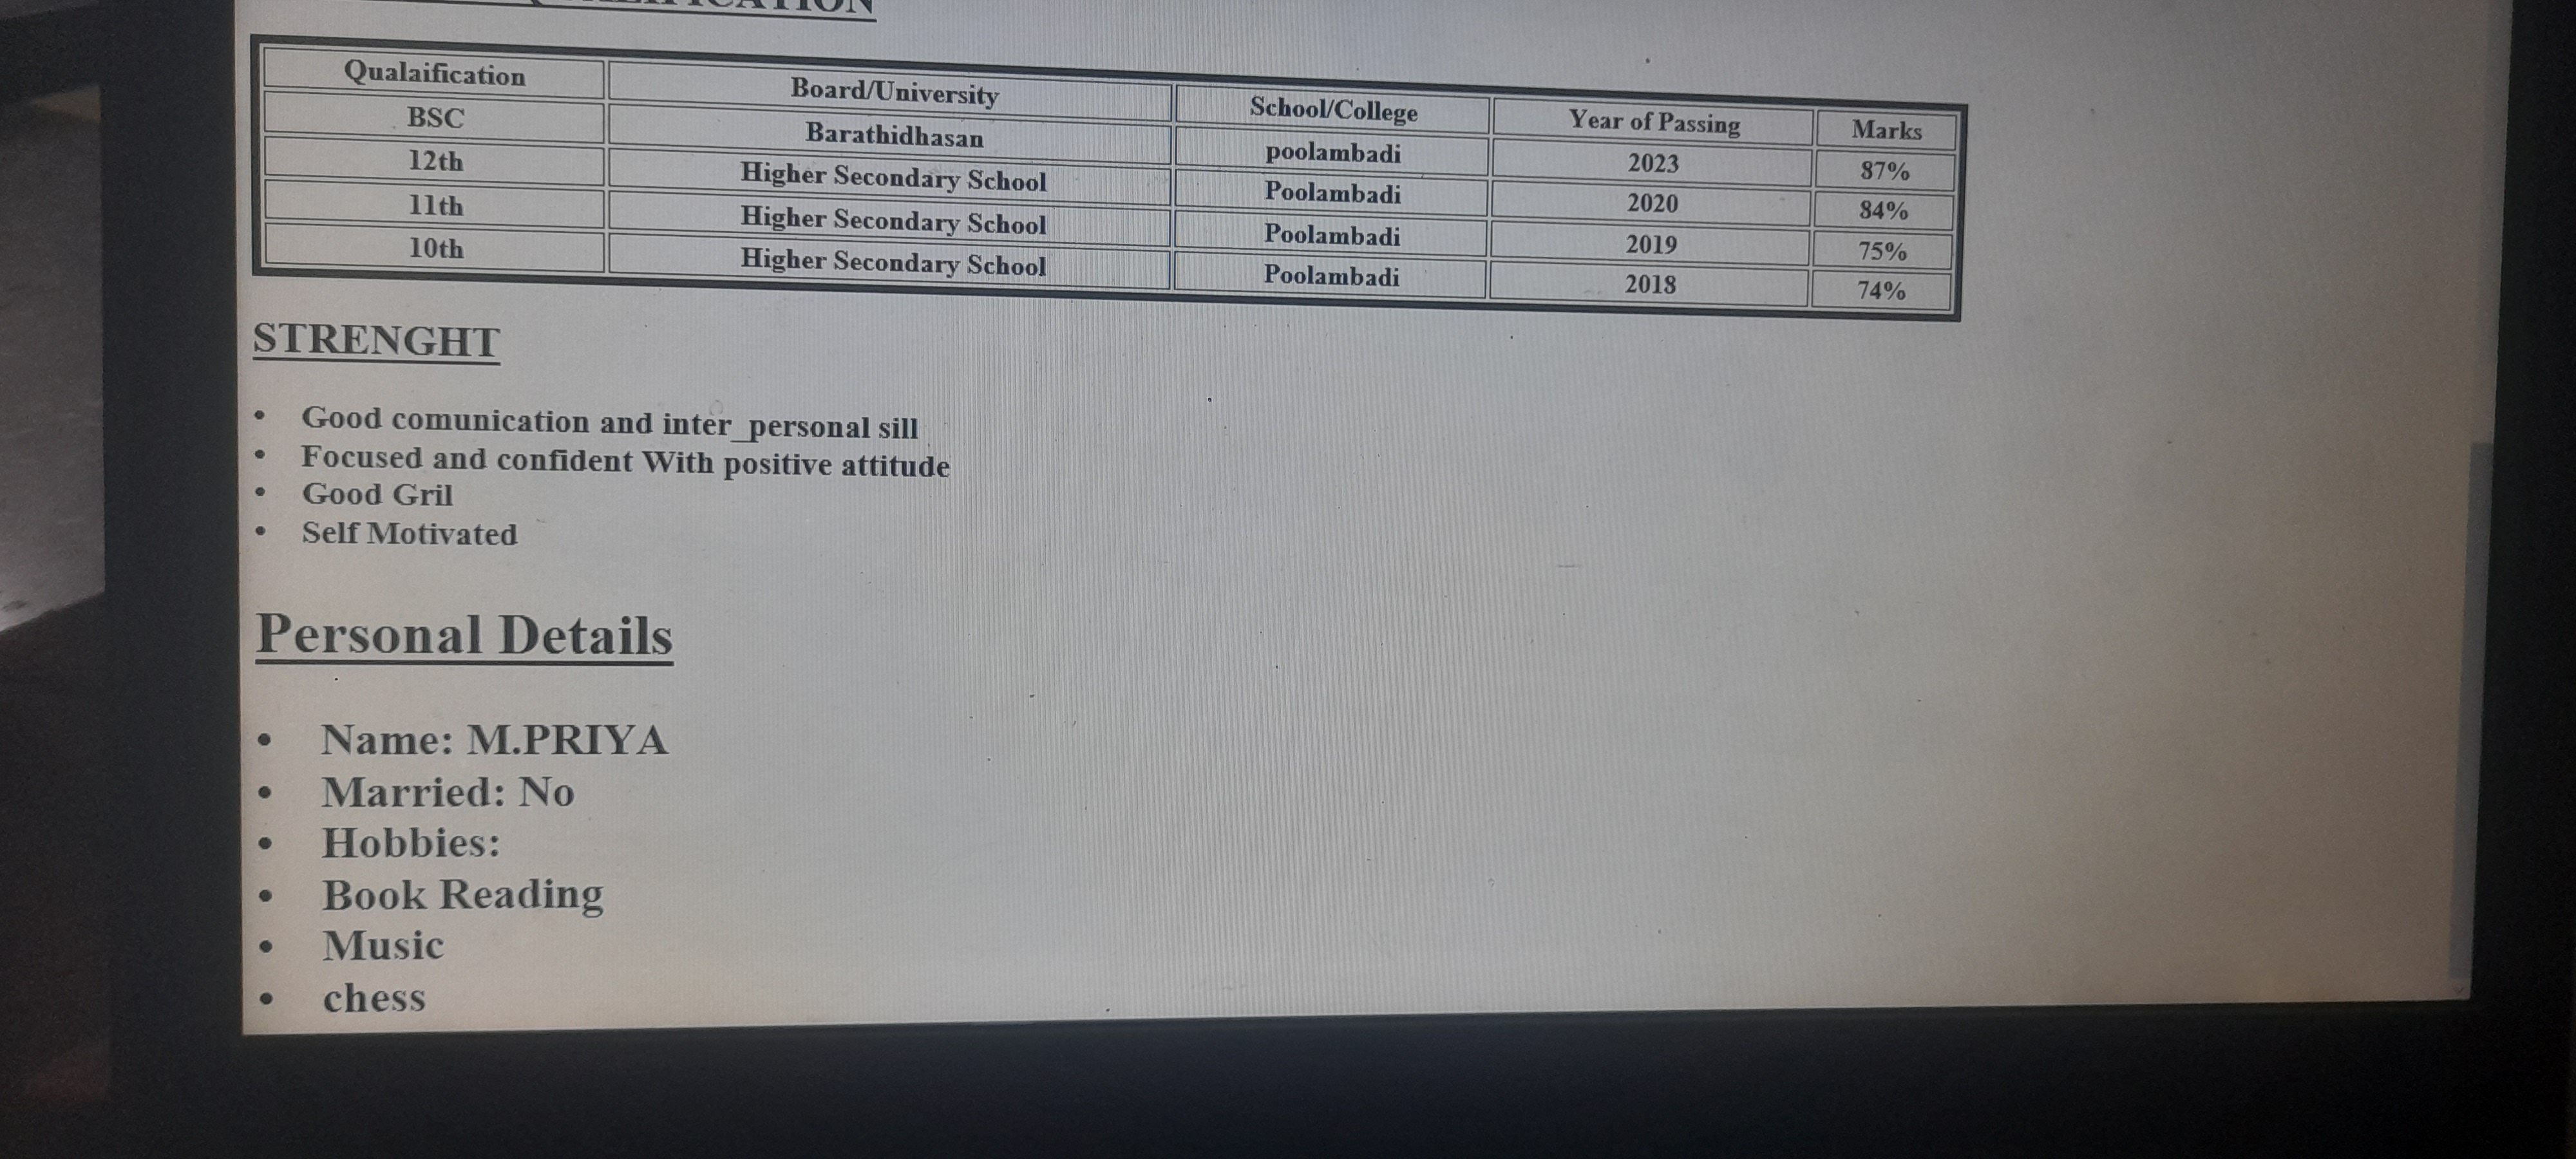 Qualaification Board/University School/College Year of Passing Marks
BSC Barathidhasan poolambadi 2023 87%
12th Higher Secondary School Poolambadi 2020 84%
11th Higher Secondary School Poolambadi 2019 75%
10th Higher Secondary School Poolambadi 2018 74%
STRENGHT
• Good comunication and inter_personal sill
• Focused and confident With positive attitude
• Good Gril
• Self Motivated
Personal Details
• Name: M.PRIYA
• Married: No
• Hobbies:
• Book Reading
• Music
• chess